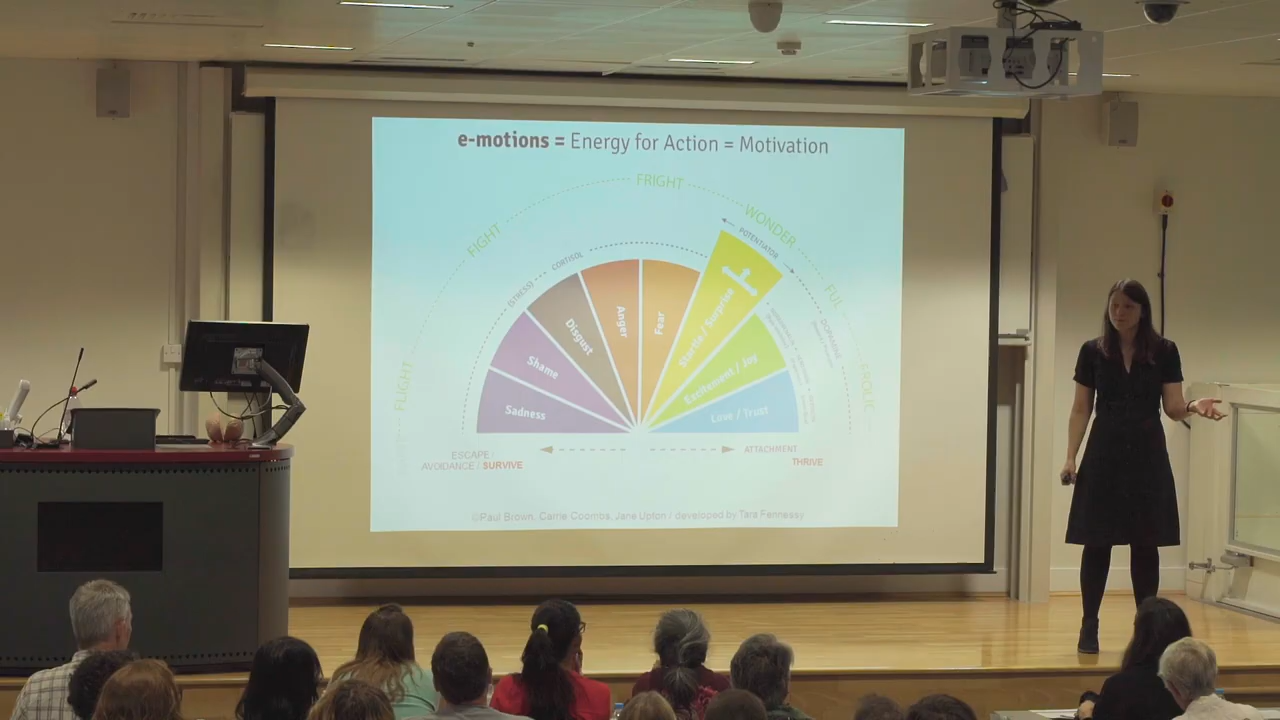 e-motions = Energy for Action = Motivation
FRIGHT
WONDER
FUL
FROLIC
FIGHT
FLIGHT
POTENTIATOR
CORTISOL
(STRESS)
DOPAMINE
Sadness
Shame
Disgust
Anger
Fear
Startle / Surprise
Excitement / Joy
Love / Trust
ESCAPE /
AVOIDANCE / SURVIVE
ATTACHMENT
THRIVE
©Paul Brown, Carrie Coombs, Jane Upton / developed by Tara Fennessy